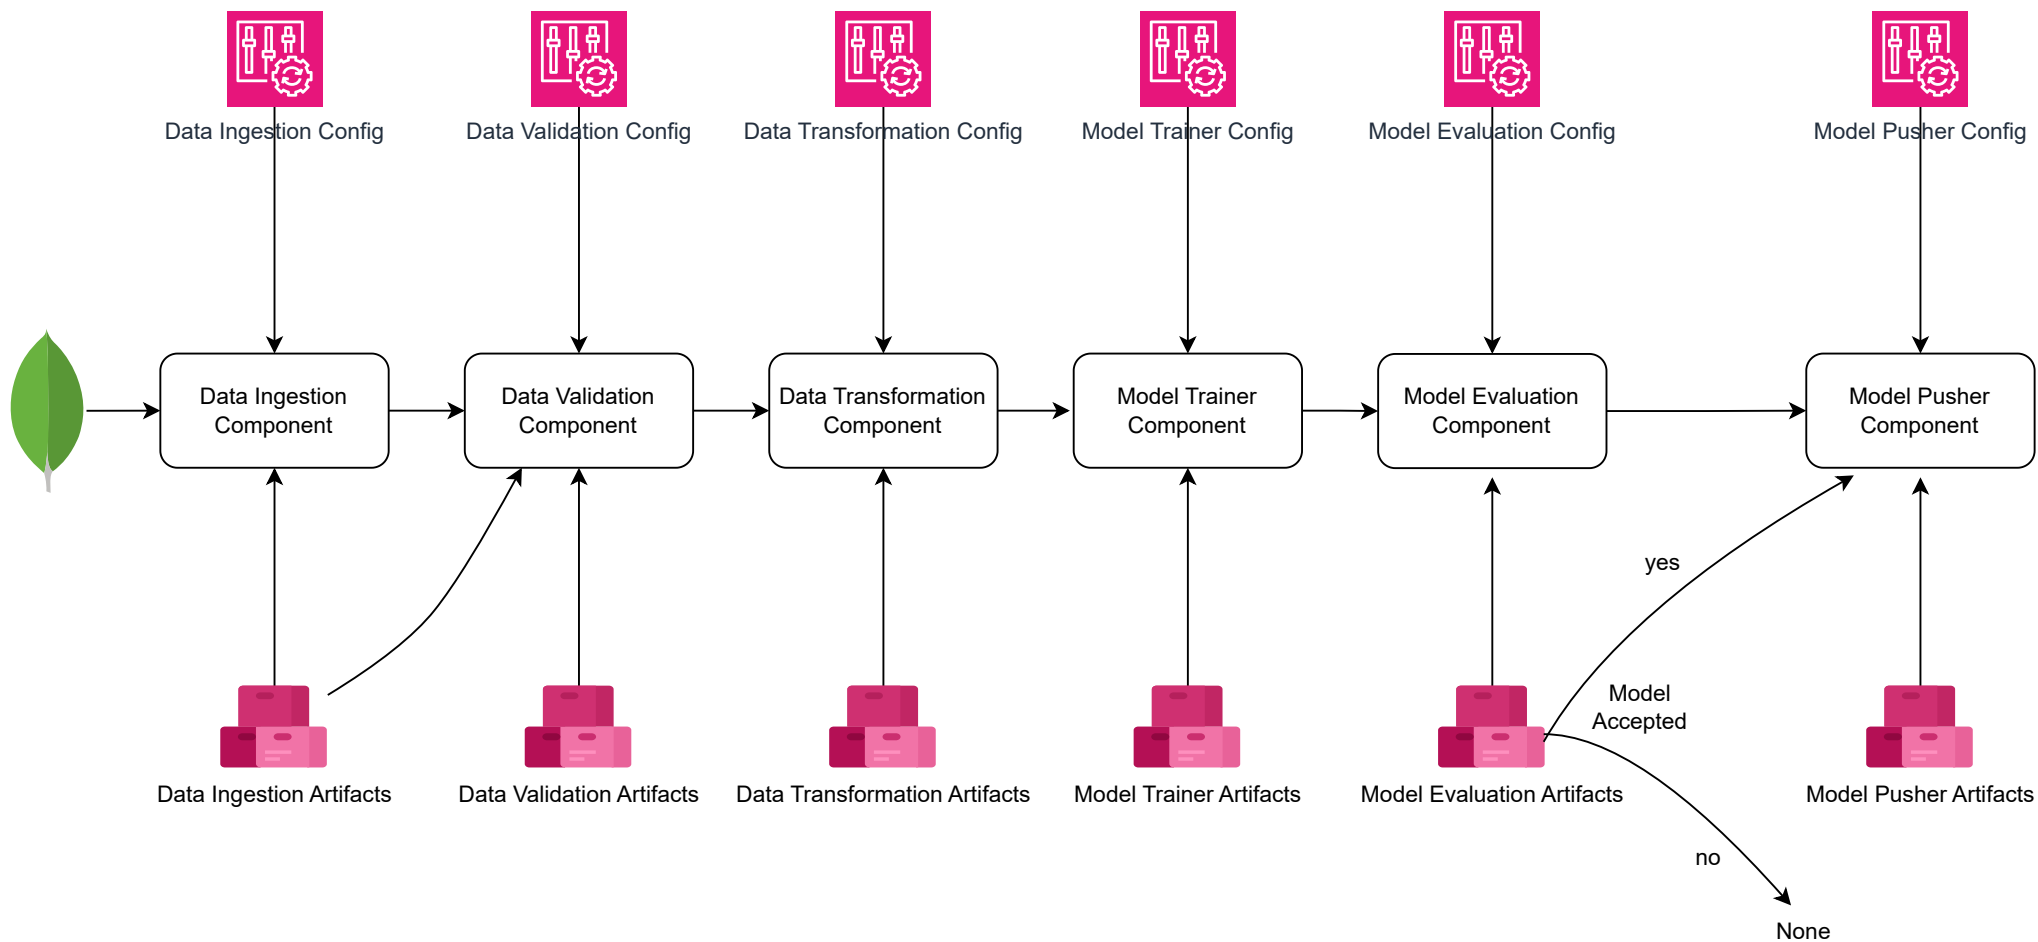 Data Ingestion Config
Data Validation Config
Data Transformation Config
Model Trainer Config
Model Evaluation Config
Model Pusher Config
Data Ingestion
Component
Data Validation
Component
Data Transformation
Component
Model Trainer
Component
Model Evaluation
Component
Model Pusher
Component
yes
Model
Accepted
Data Ingestion Artifacts
Data Validation Artifacts
Data Transformation Artifacts
Model Trainer Artifacts
Model Evaluation Artifacts
Model Pusher Artifacts
no
None